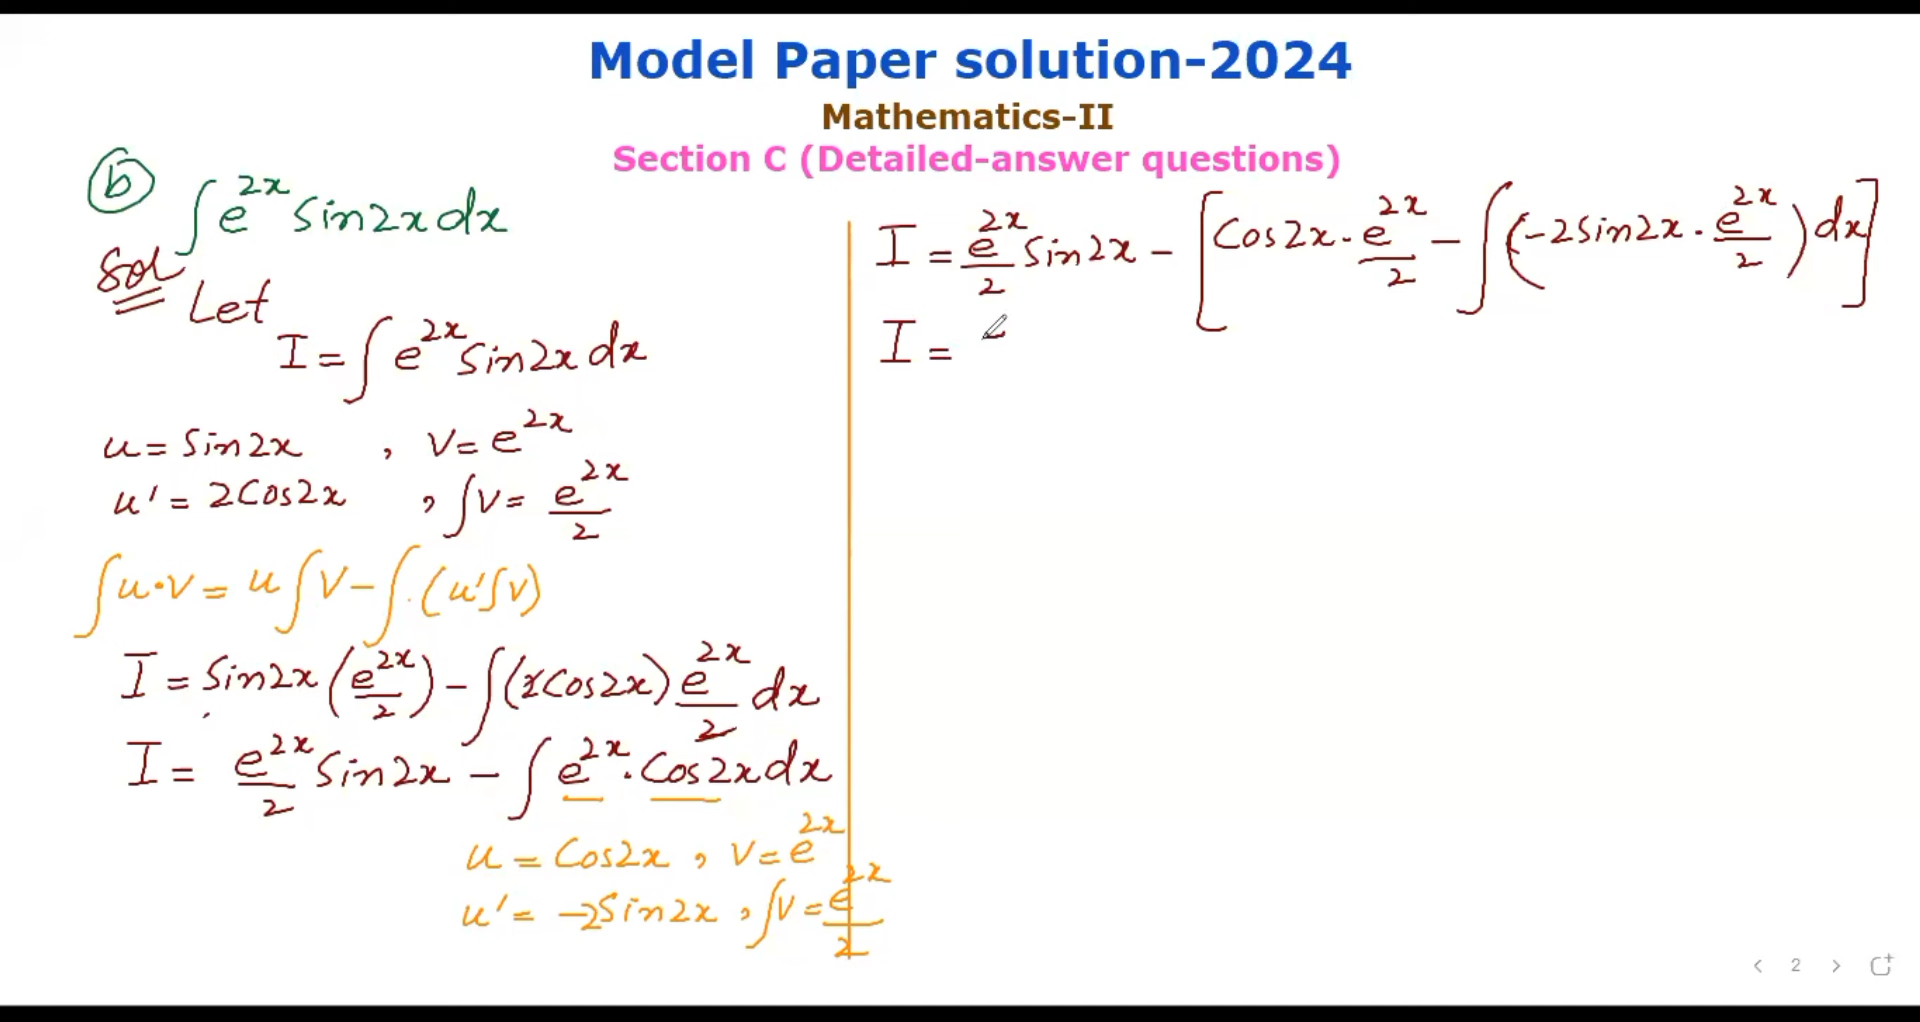 Model Paper solution-2024
Mathematics-II
Section C (Detailed-answer questions)
(b) ∫ e^{2x} Sin2x dx
Sol
Let
I = ∫ e^{2x} Sin2x dx
u = Sin2x , v = e^{2x}
u' = 2Cos2x , ∫v = e^{2x}/2
∫u·v = u∫v - ∫·(u'∫v)
I = Sin2x (e^{2x}/2) - ∫(2Cos2x) e^{2x}/2 dx
I = e^{2x}/2 Sin2x - ∫ e^{2x} · Cos2x dx
u = Cos2x , v = e^{2x}
u' = -2Sin2x , ∫v = e^{2x}/2
I = e^{2x}/2 Sin2x - [Cos2x · e^{2x}/2 - ∫(-2Sin2x · e^{2x}/2) dx]
I =
< 2 >